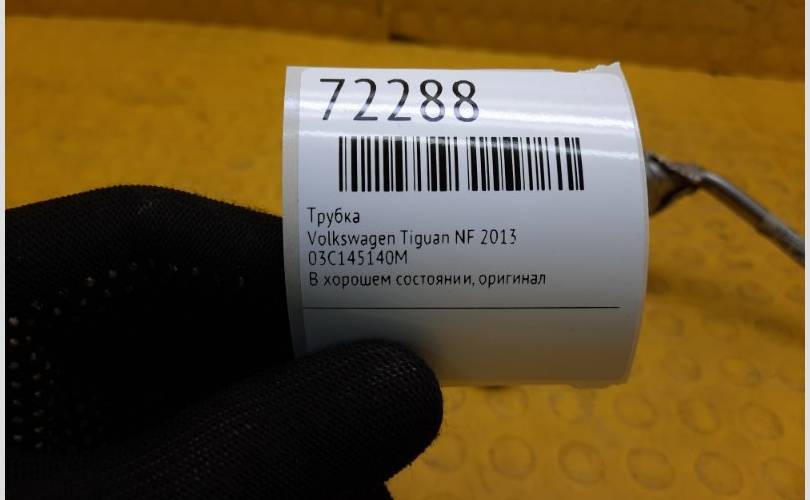 72288
Трубка
Volkswagen Tiguan NF 2013
03C145140M
В хорошем состоянии, оригинал